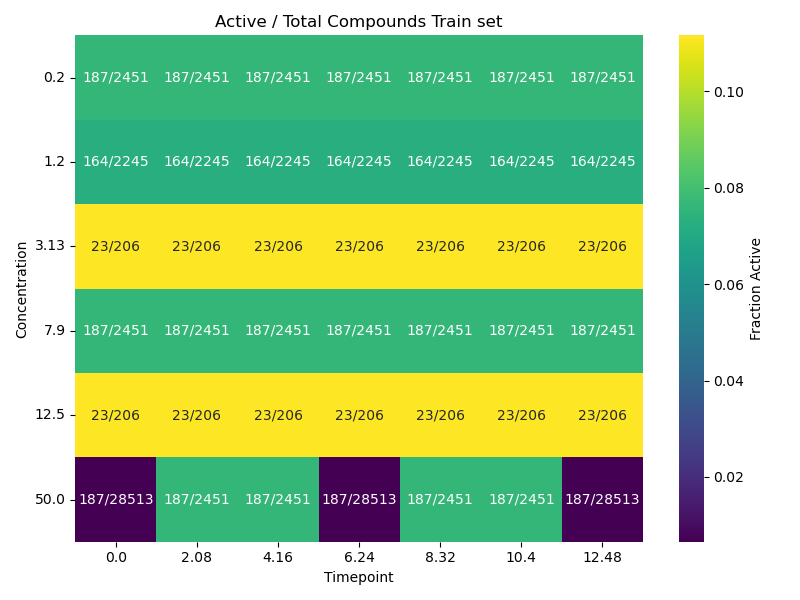 Active / Total Compounds Train set
0.2 187/2451 187/2451 187/2451 187/2451 187/2451 187/2451 187/2451
1.2 164/2245 164/2245 164/2245 164/2245 164/2245 164/2245 164/2245
3.13 23/206 23/206 23/206 23/206 23/206 23/206 23/206
7.9 187/2451 187/2451 187/2451 187/2451 187/2451 187/2451 187/2451
12.5 23/206 23/206 23/206 23/206 23/206 23/206 23/206
50.0 187/28513 187/2451 187/2451 187/28513 187/2451 187/2451 187/28513
0.0 2.08 4.16 6.24 8.32 10.4 12.48
Timepoint
Concentration
0.10
0.08
0.06
0.04
0.02
Fraction Active